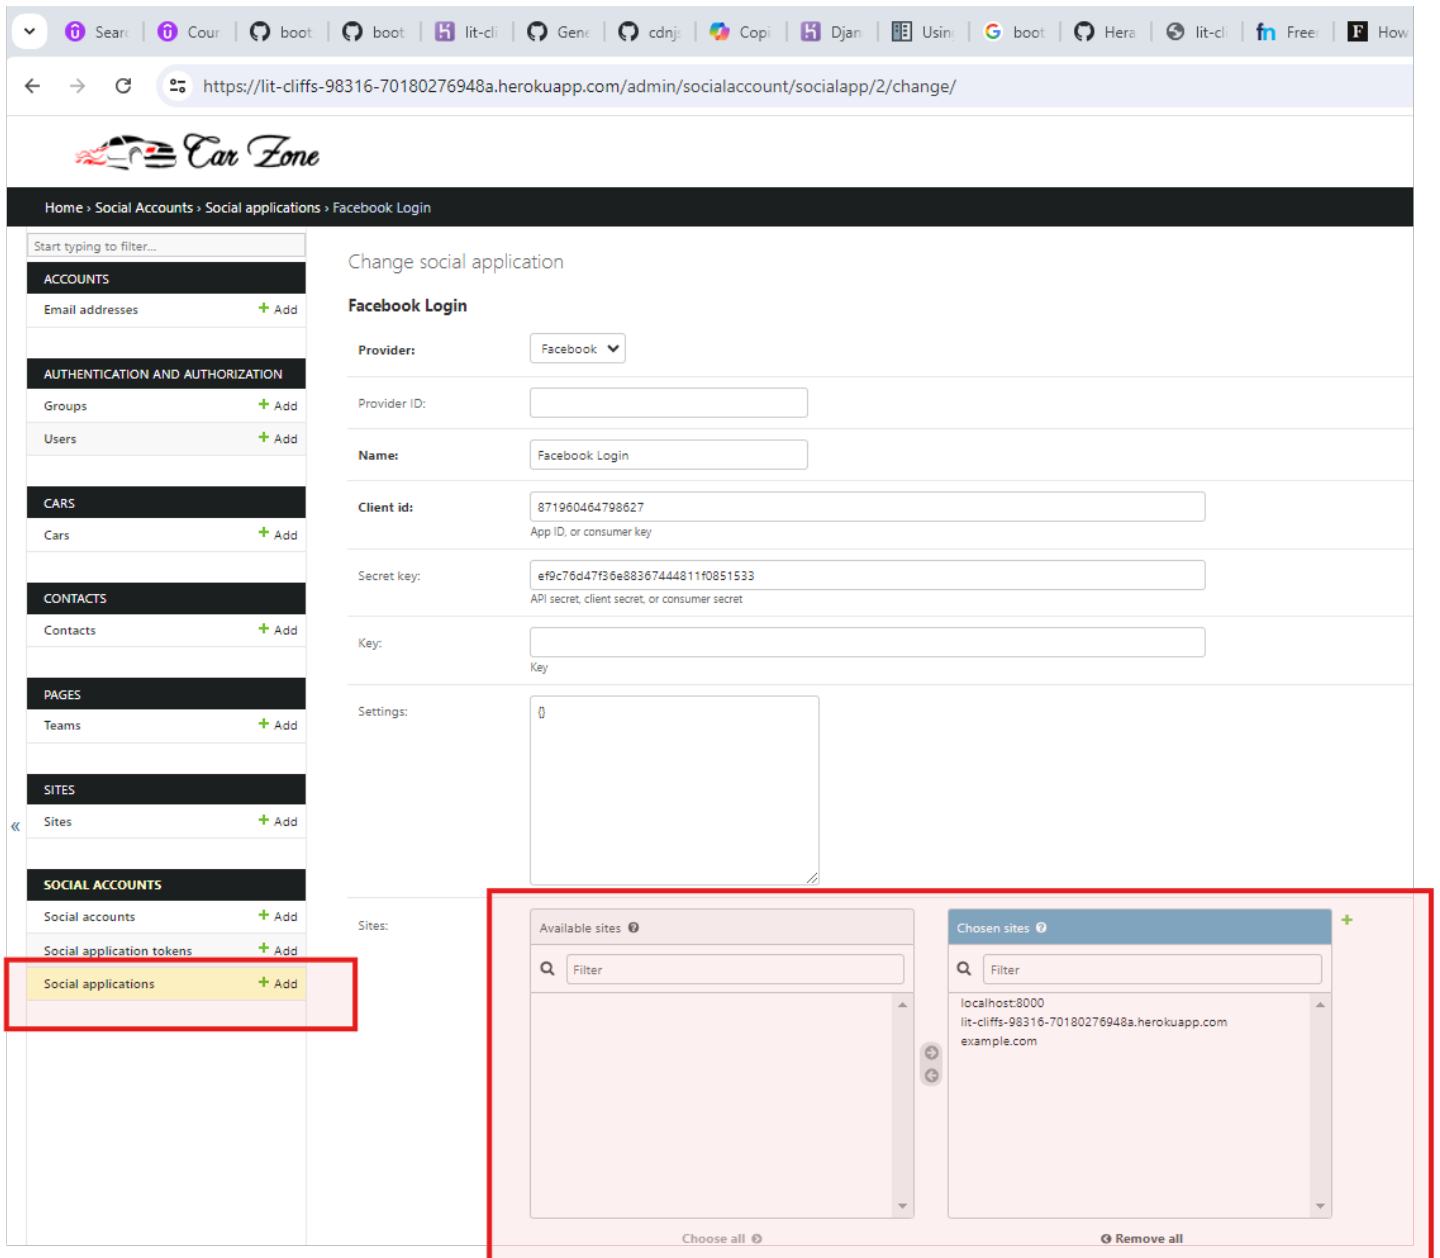 Sear
Cour
boot
boot
lit-cli
Gene
cdnj
Copi
Djan
Usin
boot
Hera
lit-cl
fn Free
F How
https://lit-cliffs-98316-70180276948a.herokuapp.com/admin/socialaccount/socialapp/2/change/
Car Zone
Home › Social Accounts › Social applications › Facebook Login
Start typing to filter...
ACCOUNTS
Email addresses + Add
AUTHENTICATION AND AUTHORIZATION
Groups + Add
Users + Add
CARS
Cars + Add
CONTACTS
Contacts + Add
PAGES
Teams + Add
SITES
Sites + Add
«
SOCIAL ACCOUNTS
Social accounts + Add
Social application tokens + Add
Social applications + Add
Change social application
Facebook Login
Provider: Facebook
Provider ID:
Name: Facebook Login
Client id: 871960464798627
App ID, or consumer key
Secret key: ef9c76d47f36e88367444811f0851533
API secret, client secret, or consumer secret
Key:
Key
Settings: {}
Sites:
Available sites
Filter
Choose all
Chosen sites
Filter
localhost:8000
lit-cliffs-98316-70180276948a.herokuapp.com
example.com
Remove all